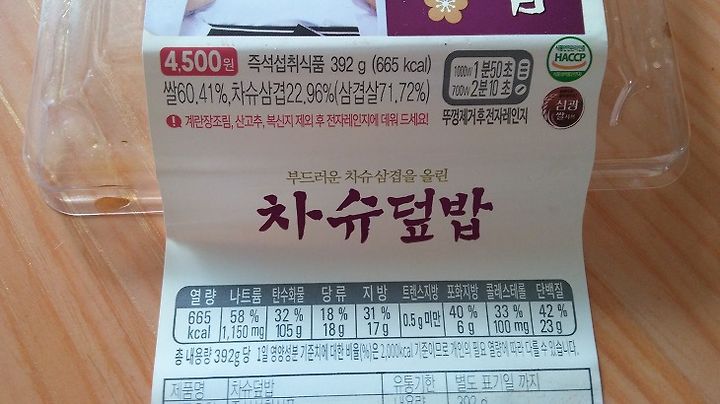 4,500원 즉석섭취식품 392 g (665 kcal)
쌀60.41%,차슈삼겹22.96%(삼겹살71.72%)
계란장조림, 산고추, 복신지 제외 후 전자레인지에 데워 드세요!
1000W 1분50초
700W 2분10초
뚜껑제거 후 전자레인지
HACCP
부드러운 차슈 삼겹을 올린
차슈덮밥
열량 나트륨 탄수화물 당류 지방 트랜스지방 포화지방 콜레스테롤 단백질
665 kcal 58 % 32 % 18 % 31 % 0.5 g 미만 40 % 33 % 42 %
1,150 mg 105 g 18 g 17 g 6 g 100 mg 23 g
총 내용량 392g 당 1일 영양성분 기준치에 대한 비율(%)은 2,000kcal 기준이므로 개인의 필요 열량에 따라 다를 수 있습니다.
제품명 차슈덮밥 유통기한 별도 표기일 까지
392 g